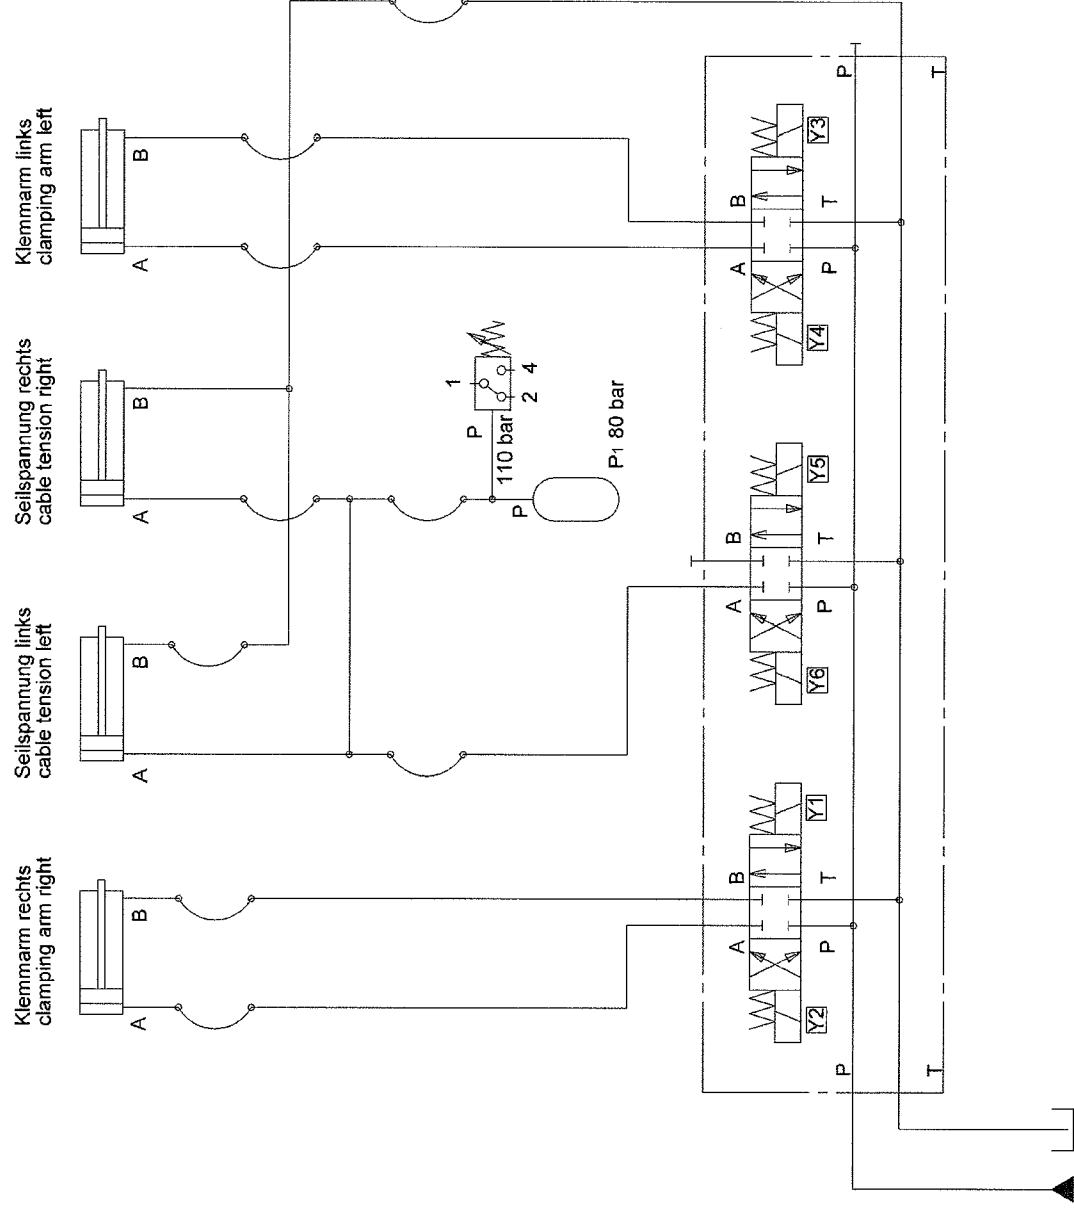 Klemmarm links
clamping arm left
Seilspannung rechts
cable tension right
Seilspannung links
cable tension left
Klemmarm rechts
clamping arm right
B
A
B
A
B
A
B
A
1
4
2
P
110 bar
P
P1 80 bar
P
T
Y3
B
T
A
P
Y4
Y5
B
T
A
P
Y6
Y1
B
T
A
P
Y2
P
T